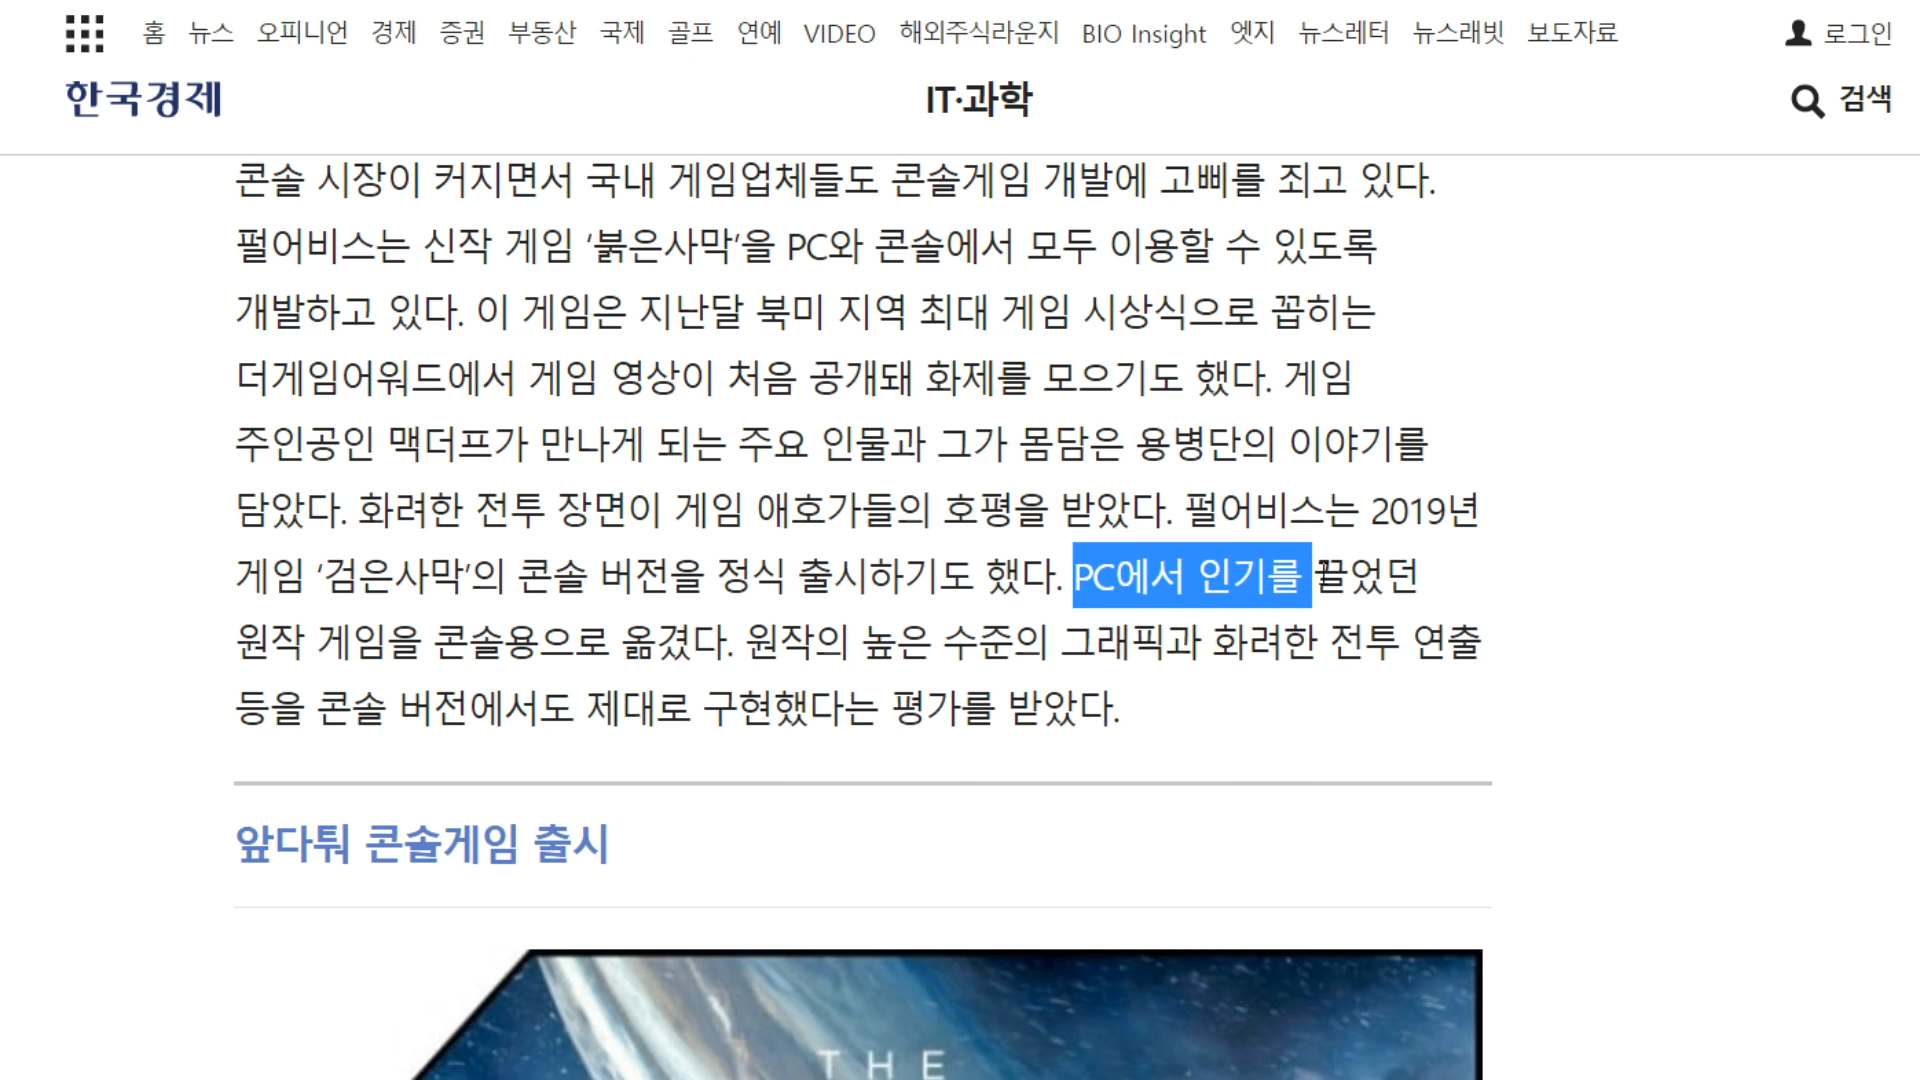 홈 뉴스 오피니언 경제 증권 부동산 국제 골프 연예 VIDEO 해외주식라운지 BIO Insight 엣지 뉴스레터 뉴스래빗 보도자료 로그인
한국경제 IT·과학 검색
콘솔 시장이 커지면서 국내 게임업체들도 콘솔게임 개발에 고삐를 죄고 있다.
펄어비스는 신작 게임 ‘붉은사막’을 PC와 콘솔에서 모두 이용할 수 있도록
개발하고 있다. 이 게임은 지난달 북미 지역 최대 게임 시상식으로 꼽히는
더게임어워드에서 게임 영상이 처음 공개돼 화제를 모으기도 했다. 게임
주인공인 맥더프가 만나게 되는 주요 인물과 그가 몸담은 용병단의 이야기를
담았다. 화려한 전투 장면이 게임 애호가들의 호평을 받았다. 펄어비스는 2019년
게임 ‘검은사막’의 콘솔 버전을 정식 출시하기도 했다. PC에서 인기를 끌었던
원작 게임을 콘솔용으로 옮겼다. 원작의 높은 수준의 그래픽과 화려한 전투 연출
등을 콘솔 버전에서도 제대로 구현했다는 평가를 받았다.
앞다퉈 콘솔게임 출시
THE